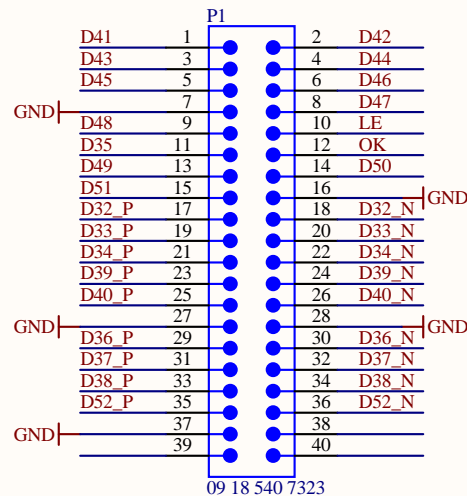 P1
D41 1 2 D42
D43 3 4 D44
D45 5 6 D46
GND 7 8 D47
D48 9 10 LE
D35 11 12 OK
D49 13 14 D50
D51 15 16 GND
D32_P 17 18 D32_N
D33_P 19 20 D33_N
D34_P 21 22 D34_N
D39_P 23 24 D39_N
D40_P 25 26 D40_N
GND 27 28 GND
D36_P 29 30 D36_N
D37_P 31 32 D37_N
D38_P 33 34 D38_N
D52_P 35 36 D52_N
GND 37 38
39 40
09 18 540 7323